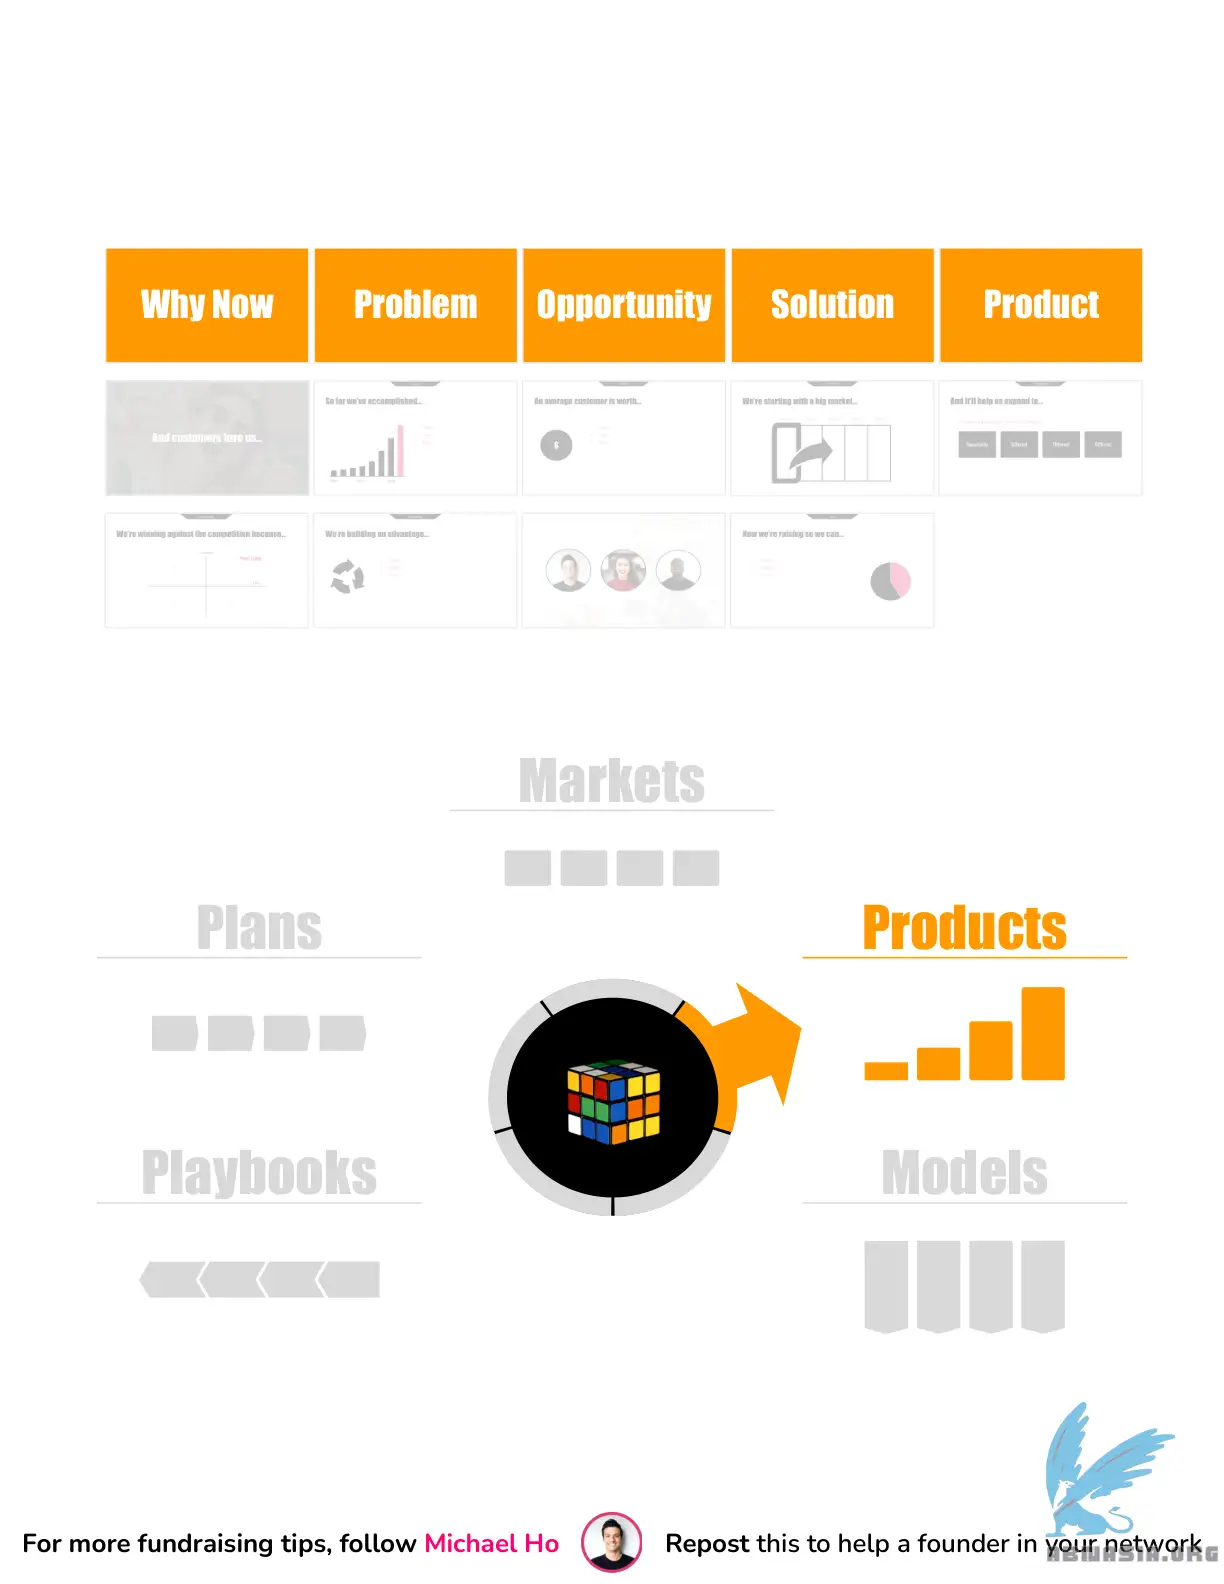 Why Now
Problem
Opportunity
Solution
Product
And customers love us...
So far we've accomplished...
An average customer is worth...
$
We're starting with a big market...
And it'll help us expand to...
We're winning against the competition because...
We're building an advantage...
Now we're raising so we can...
Markets
Plans
Products
Playbooks
Models
For more fundraising tips, follow Michael Ho
Repost this to help a founder in your network
ABIWASIA.ORG